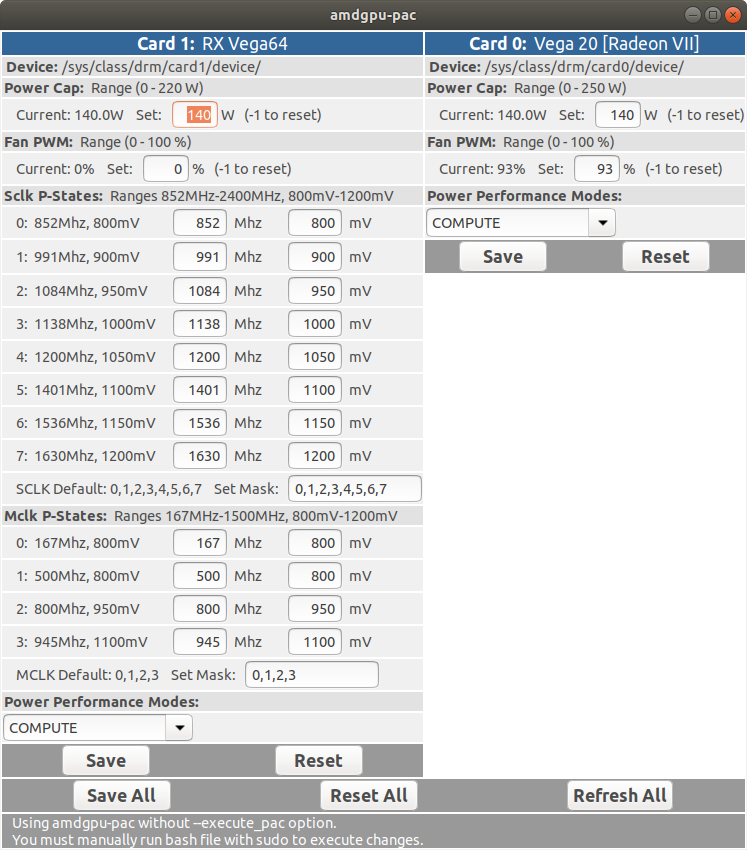 amdgpu-pac
Card 1: RX Vega64
Device: /sys/class/drm/card1/device/
Power Cap: Range (0 - 220 W)
Current: 140.0W Set: 140 W (-1 to reset)
Fan PWM: Range (0 - 100 %)
Current: 0% Set: 0 % (-1 to reset)
Sclk P-States: Ranges 852MHz-2400MHz, 800mV-1200mV
0: 852Mhz, 800mV 852 Mhz 800 mV
1: 991Mhz, 900mV 991 Mhz 900 mV
2: 1084Mhz, 950mV 1084 Mhz 950 mV
3: 1138Mhz, 1000mV 1138 Mhz 1000 mV
4: 1200Mhz, 1050mV 1200 Mhz 1050 mV
5: 1401Mhz, 1100mV 1401 Mhz 1100 mV
6: 1536Mhz, 1150mV 1536 Mhz 1150 mV
7: 1630Mhz, 1200mV 1630 Mhz 1200 mV
SCLK Default: 0,1,2,3,4,5,6,7 Set Mask: 0,1,2,3,4,5,6,7
Mclk P-States: Ranges 167MHz-1500MHz, 800mV-1200mV
0: 167Mhz, 800mV 167 Mhz 800 mV
1: 500Mhz, 800mV 500 Mhz 800 mV
2: 800Mhz, 950mV 800 Mhz 950 mV
3: 945Mhz, 1100mV 945 Mhz 1100 mV
MCLK Default: 0,1,2,3 Set Mask: 0,1,2,3
Power Performance Modes:
COMPUTE
Save Reset
Card 0: Vega 20 [Radeon VII]
Device: /sys/class/drm/card0/device/
Power Cap: Range (0 - 250 W)
Current: 140.0W Set: 140 W (-1 to reset)
Fan PWM: Range (0 - 100 %)
Current: 93% Set: 93 % (-1 to reset)
Power Performance Modes:
COMPUTE
Save Reset
Save All Reset All Refresh All
Using amdgpu-pac without --execute_pac option.
You must manually run bash file with sudo to execute changes.